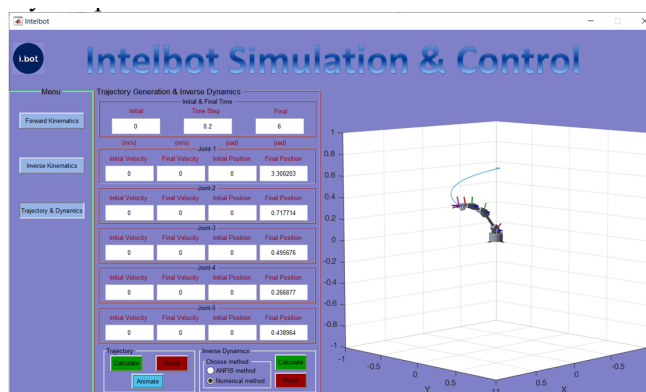 Intelbot
i.bot
Intelbot Simulation & Control
Menu
Forward Kinematics
Inverse Kinematics
Trajectory & Dynamics
Trajectory Generation & Inverse Dynamics
Initial & Final Time
Initial Time Step Final
0 0.2 6
(m/s) (m/s) (rad) (rad)
Joint-1
Initial Velocity Final Velocity Initial Position Final Position
0 0 0 3.300203
Joint-2
Initial Velocity Final Velocity Initial Position Final Position
0 0 0 0.717714
Joint-3
Initial Velocity Final Velocity Initial Position Final Position
0 0 0 0.495676
Joint-4
Initial Velocity Final Velocity Initial Position Final Position
0 0 0 0.266877
Joint-5
Initial Velocity Final Velocity Initial Position Final Position
0 0 0 0.438964
Trajectory
Calculate Reset
Animate
Inverse Dynamics
Choose method
ANFIS method
Numerical method
Calculate
Reset
1
0.8
0.6
0.4
0.2
0
-0.2
-0.4
-0.6
-0.8
-1
-1 -0.5 0 0.5 1
Y
1 0.5 0 -0.5
X